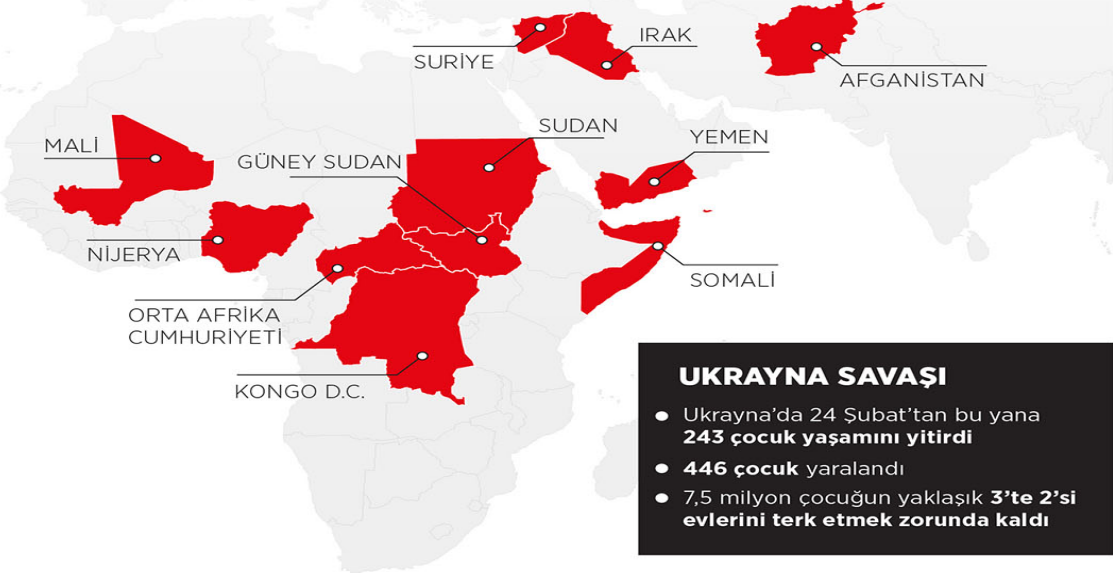 SURİYE
IRAK
AFGANİSTAN
MALİ
GÜNEY SUDAN
SUDAN
YEMEN
NİJERYA
SOMALİ
ORTA AFRİKA
CUMHURİYETİ
KONGO D.C.
UKRAYNA SAVAŞI
● Ukrayna’da 24 Şubat’tan bu yana
243 çocuk yaşamını yitirdi
● 446 çocuk yaralandı
● 7,5 milyon çocuğun yaklaşık 3’te 2’si
evlerini terk etmek zorunda kaldı